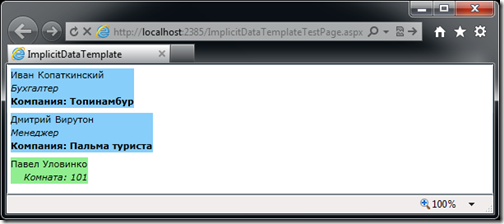 http://localhost:2385/ImplicitDataTemplateTestPage.aspx
ImplicitDataTemplate
Иван Копаткинский
Бухгалтер
Компания: Топинамбур
Дмитрий Вирутон
Менеджер
Компания: Пальма туриста
Павел Уловинко
Комната: 101
100%